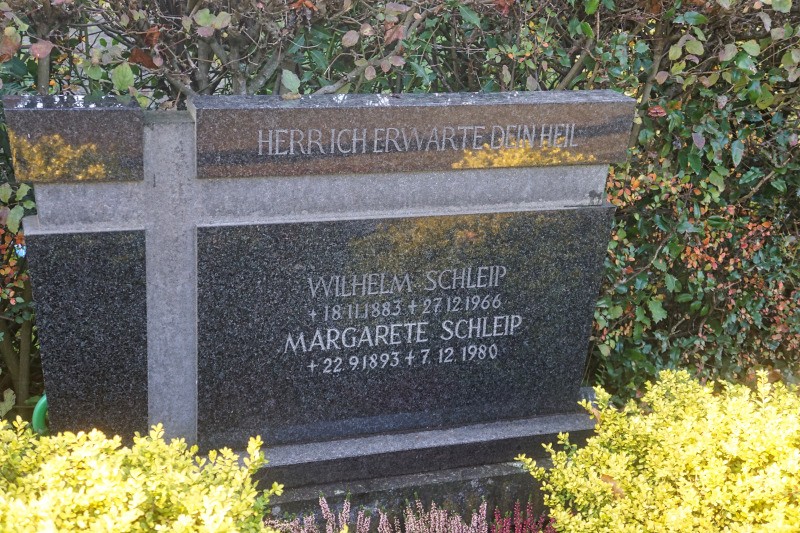 HERR ICH ERWARTE DEIN HEIL
WILHELM SCHLEIP
+ 18.11.1883 + 27.12.1966
MARGARETE SCHLEIP
+ 22.9.1893 + 7.12.1980